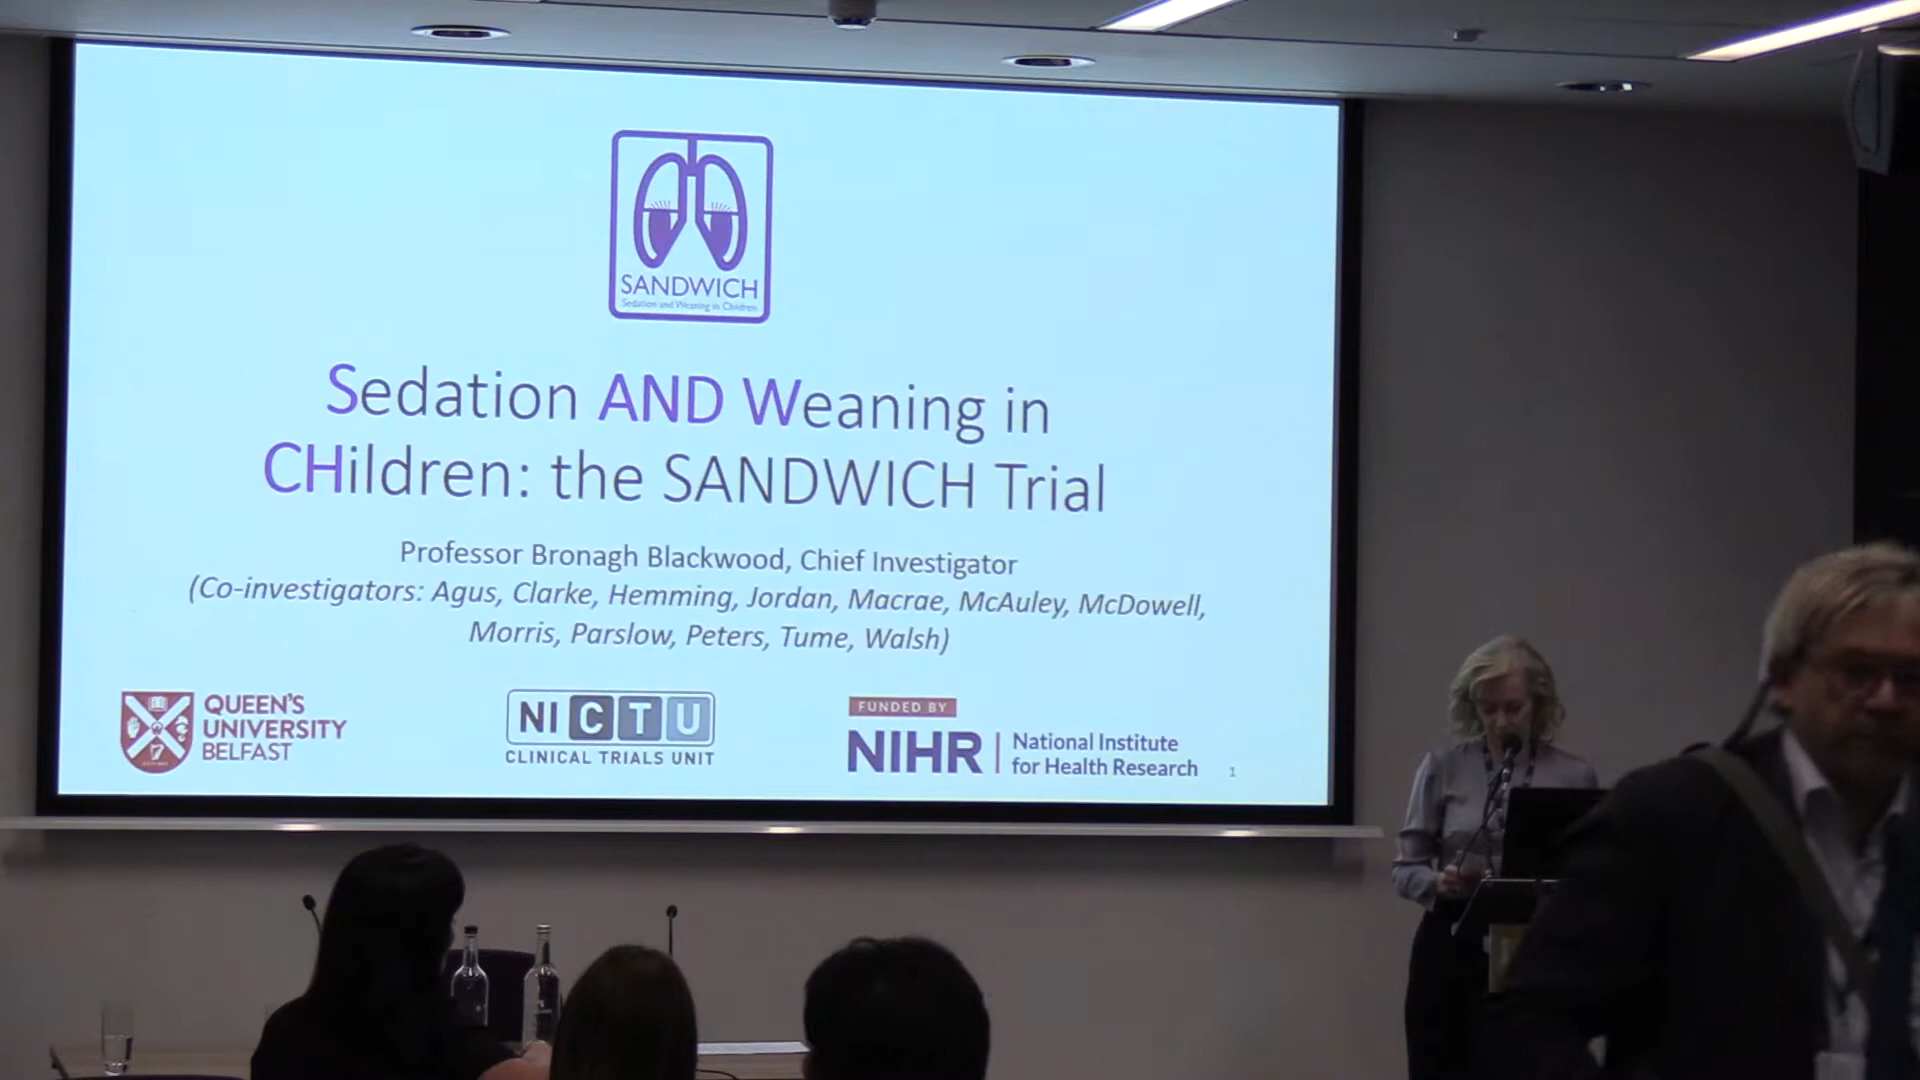 SANDWICH
Sedation and Weaning in Children
Sedation AND Weaning in
CHildren: the SANDWICH Trial
Professor Bronagh Blackwood, Chief Investigator
(Co-investigators: Agus, Clarke, Hemming, Jordan, Macrae, McAuley, McDowell,
Morris, Parslow, Peters, Tume, Walsh)
QUEEN'S
UNIVERSITY
BELFAST
NICTU
CLINICAL TRIALS UNIT
FUNDED BY
NIHR | National Institute
for Health Research
1